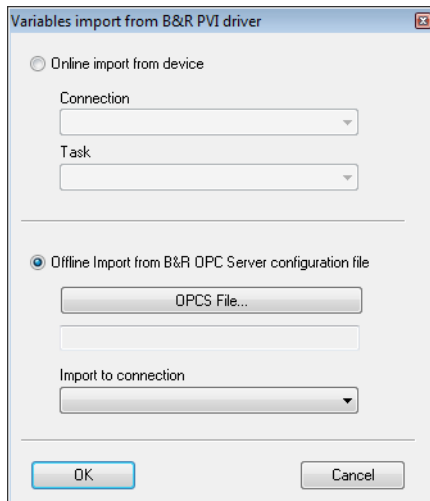 Variables import from B&R PVI driver
Online import from device
Connection
Task
Offline Import from B&R OPC Server configuration file
OPCS File...
Import to connection
OK
Cancel